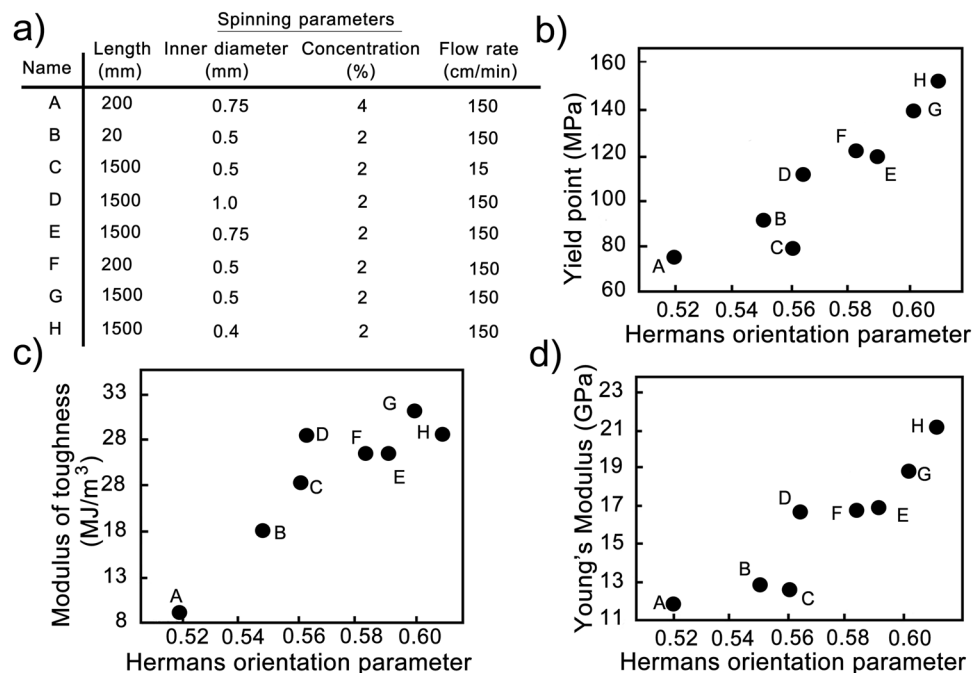 a)
Spinning parameters
Name Length (mm) Inner diameter (mm) Concentration (%) Flow rate (cm/min)
A 200 0.75 4 150
B 20 0.5 2 150
C 1500 0.5 2 15
D 1500 1.0 2 150
E 1500 0.75 2 150
F 200 0.5 2 150
G 1500 0.5 2 150
H 1500 0.4 2 150
b)
Yield point (MPa)
160
140
120
100
80
60
A
B
C
D
F
E
G
H
0.52 0.54 0.56 0.58 0.60
Hermans orientation parameter
c)
Modulus of toughness
(MJ/m³)
33
28
23
18
13
8
A
B
C
D
F
E
G
H
0.52 0.54 0.56 0.58 0.60
Hermans orientation parameter
d)
Young's Modulus (GPa)
23
21
19
17
15
13
11
A
B
C
D
F
E
G
H
0.52 0.54 0.56 0.58 0.60
Hermans orientation parameter